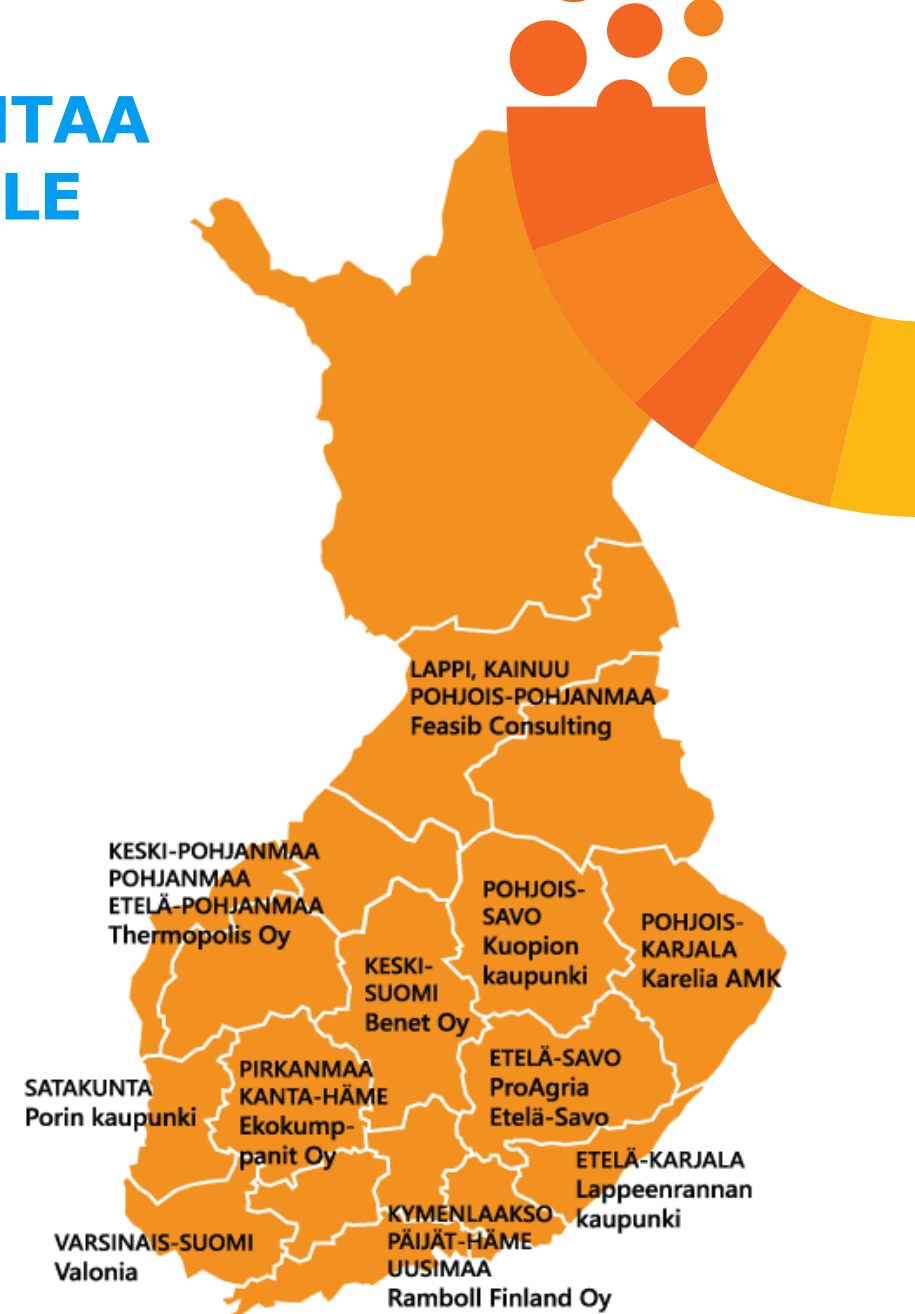 NTAA
LE
LAPPI, KAINUU
POHJOIS-POHJANMAA
Feasib Consulting
KESKI-POHJANMAA
POHJANMAA
ETELÄ-POHJANMAA
Thermopolis Oy
POHJOIS-
SAVO
Kuopion
kaupunki
POHJOIS-
KARJALA
Karelia AMK
KESKI-
SUOMI
Benet Oy
ETELÄ-SAVO
ProAgria
Etelä-Savo
PIRKANMAA
KANTA-HÄME
Ekokump-
panit Oy
SATAKUNTA
Porin kaupunki
ETELÄ-KARJALA
Lappeenrannan
kaupunki
KYMENLAAKSO
PÄIJÄT-HÄME
UUSIMAA
Ramboll Finland Oy
VARSINAIS-SUOMI
Valonia